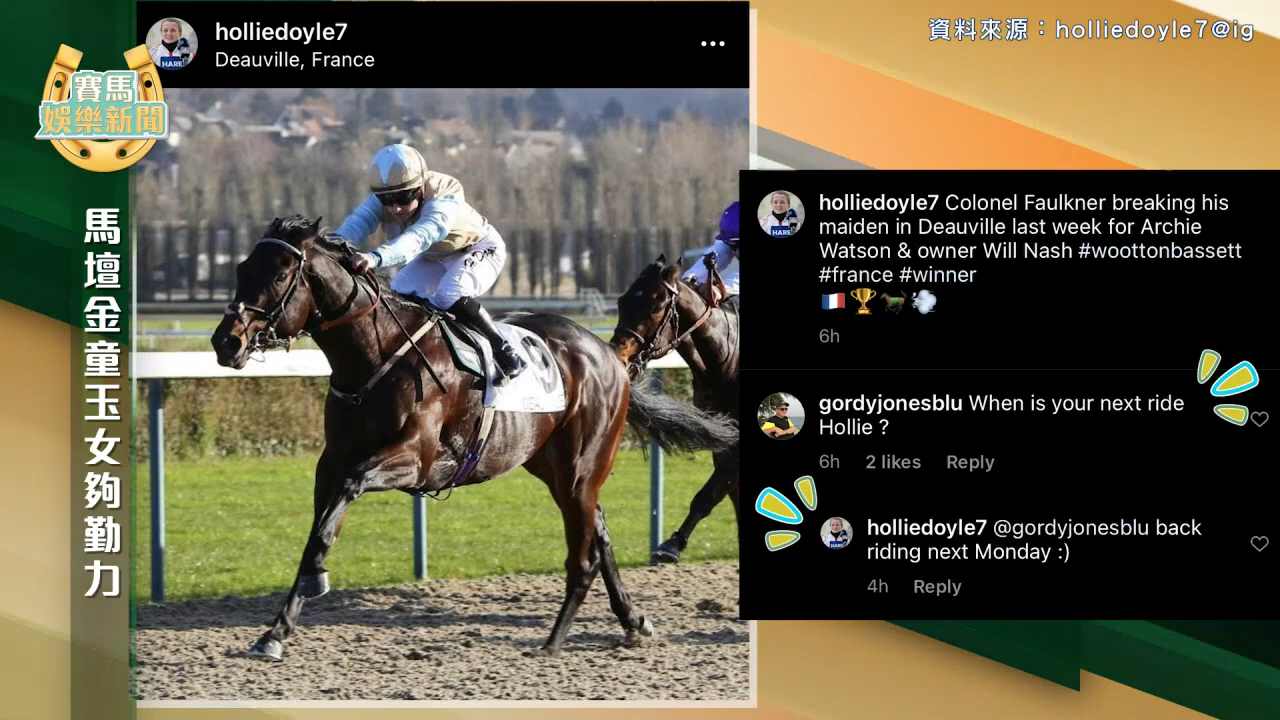 holliedoyle7
Deauville, France
資料來源：holliedoyle7@ig
賽馬
娛樂新聞
馬壇金童玉女夠勤力
holliedoyle7 Colonel Faulkner breaking his
maiden in Deauville last week for Archie
Watson & owner Will Nash #woottonbassett
#france #winner
🇫🇷🏆🐎💨
6h
gordyjonesblu When is your next ride
Hollie ?
6h 2 likes Reply
holliedoyle7 @gordyjonesblu back
riding next Monday :)
4h Reply
HARE
HARE